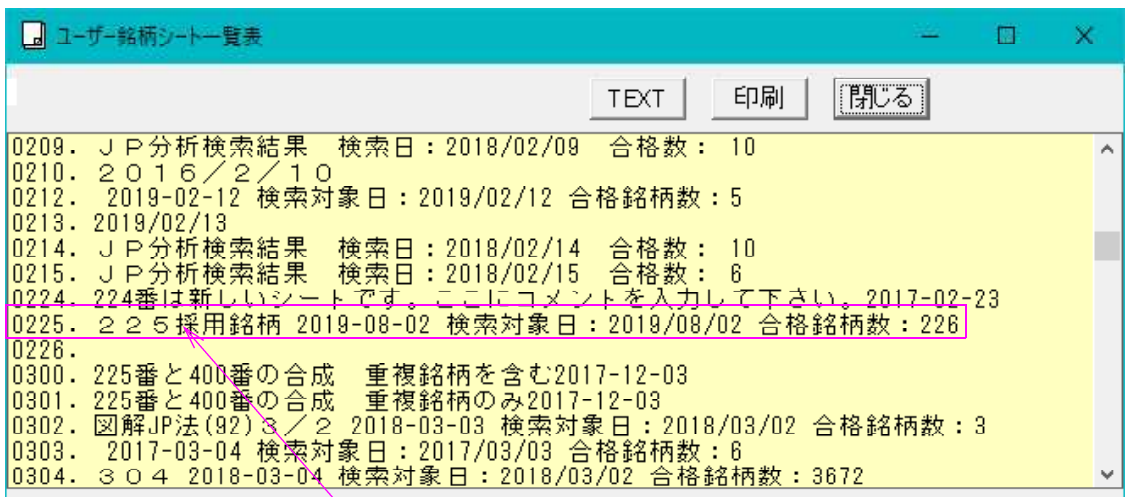 ユーザー銘柄シート一覧表
TEXT 印刷 閉じる
0209. ＪＰ分析検索結果　検索日：2018/02/09　合格数： 10
0210. ２０１６／２／１０
0212.  2019-02-12 検索対象日：2019/02/12 合格銘柄数：5
0213. 2019/02/13
0214. ＪＰ分析検索結果　検索日：2018/02/14　合格数： 10
0215. ＪＰ分析検索結果　検索日：2018/02/15　合格数： 6
0224. 224番は新しいシートです。ここにコメントを入力して下さい。2017-02-23
0225. ２２５採用銘柄 2019-08-02 検索対象日：2019/08/02 合格銘柄数：226
0226.
0300. 225番と400番の合成　重複銘柄を含む2017-12-03
0301. 225番と400番の合成　重複銘柄のみ2017-12-03
0302. 図解JP法(92)３／２ 2018-03-03 検索対象日：2018/03/02 合格銘柄数：3
0303.  2017-03-04 検索対象日：2017/03/03 合格銘柄数：6
0304. ３０４ 2018-03-04 検索対象日：2018/03/02 合格銘柄数：3672